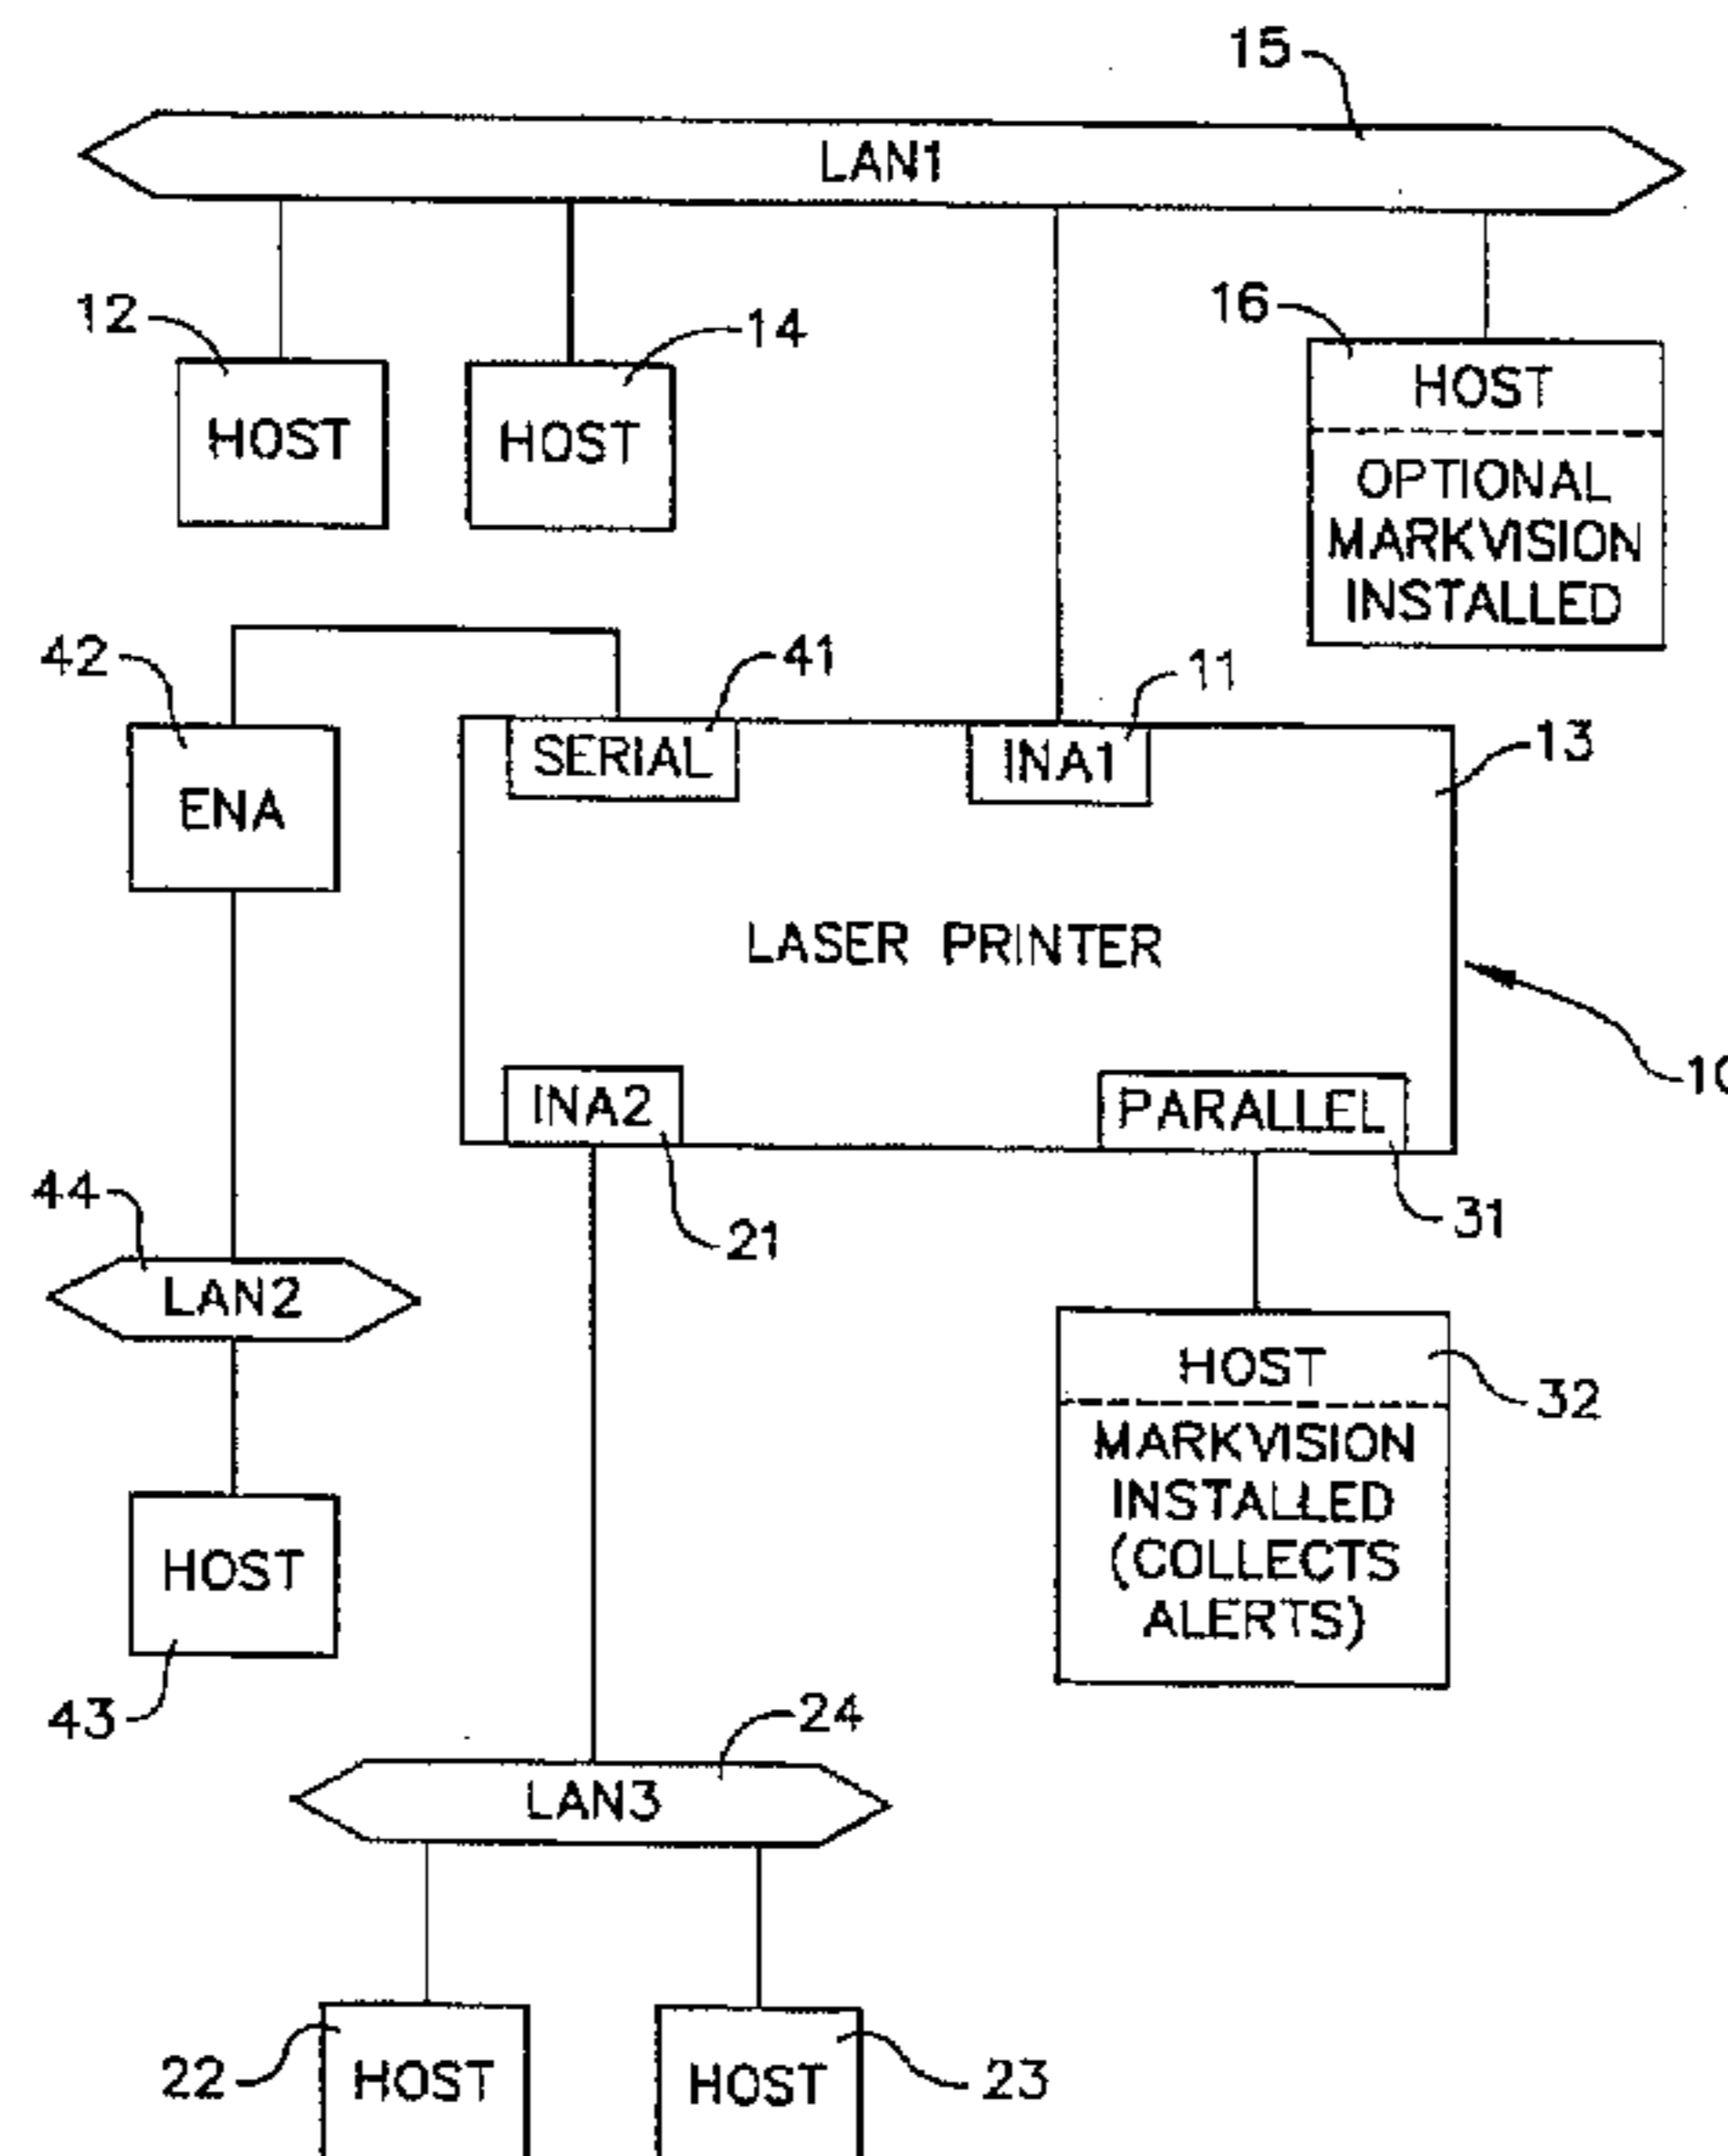 15
LAN1
12
14
16
HOST
HOST
HOST
OPTIONAL
MARKVISION
INSTALLED
42
41
11
SERIAL
INA1
13
ENA
LASER PRINTER
10
INA2
PARALLEL
44
21
31
LAN2
HOST
32
MARKVISION
INSTALLED
(COLLECTS
ALERTS)
HOST
43
24
LAN3
22
HOST
HOST
23